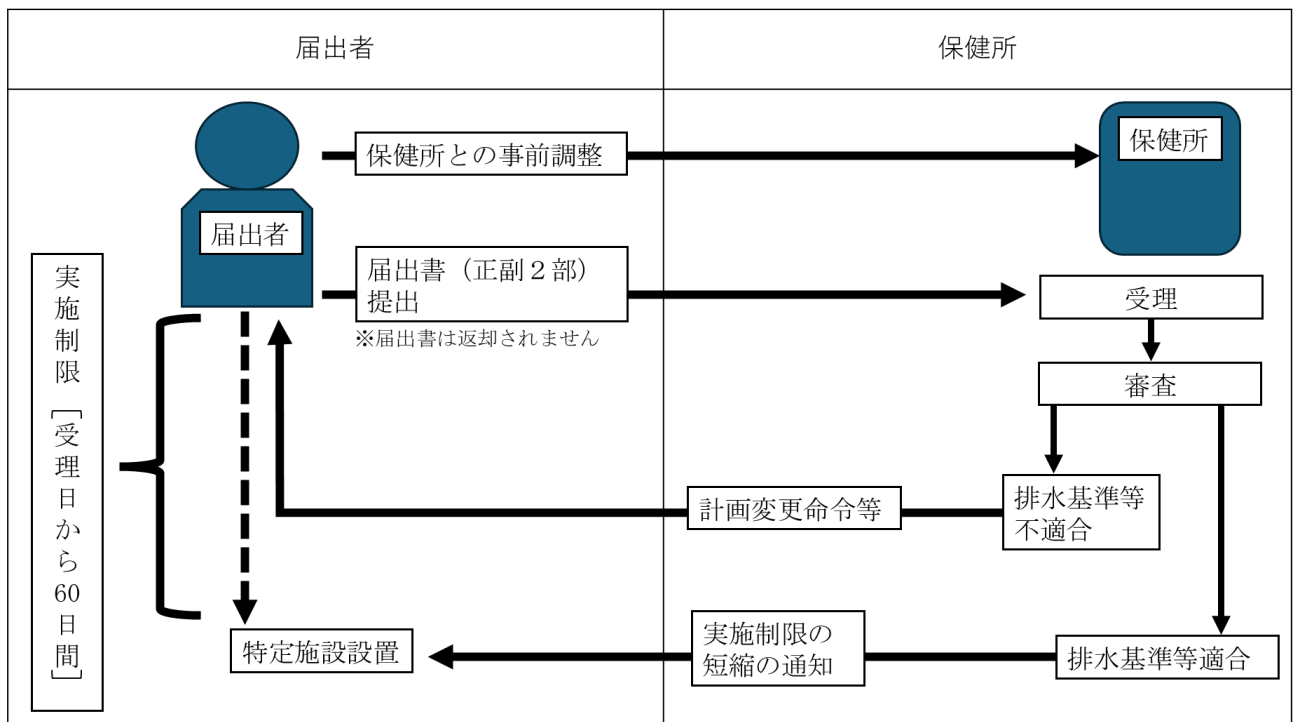 届出者
保健所
保健所との事前調整
保健所
届出者
届出書（正副２部）
提出
※届出書は返却されません
受理
審査
実施制限［受理日から60日間］
計画変更命令等
排水基準等
不適合
特定施設設置
実施制限の
短縮の通知
排水基準等適合